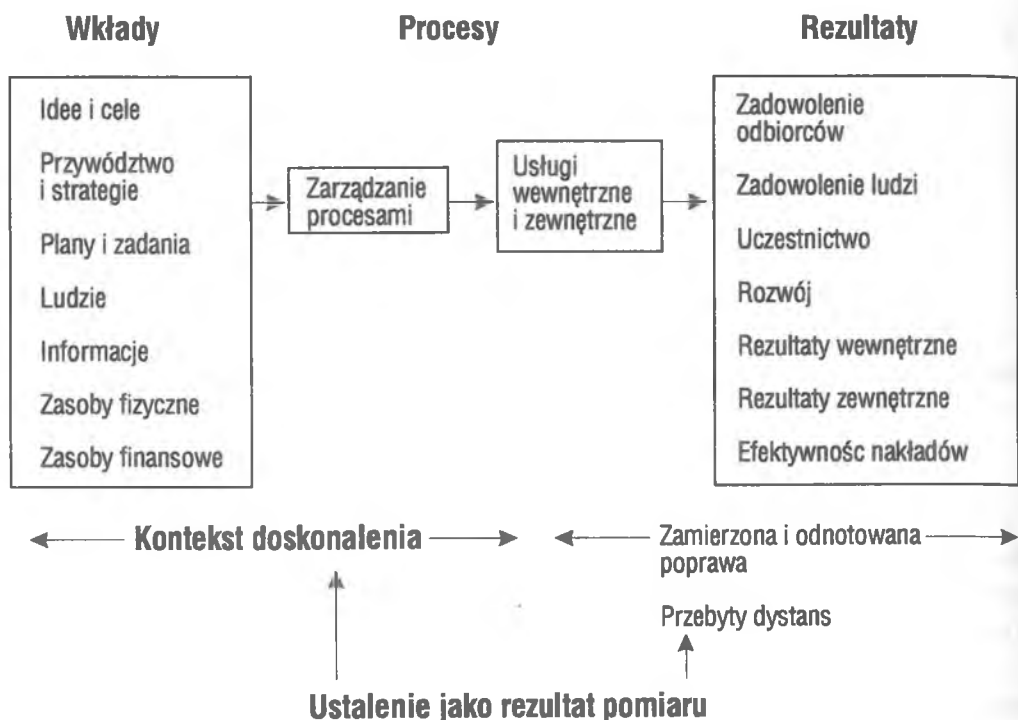 Wkłady
Procesy
Rezultaty
Idee i cele
Przywództwo
i strategie
Plany i zadania
Ludzie
Informacje
Zasoby fizyczne
Zasoby finansowe
Zarządzanie
procesami
Usługi
wewnętrzne
i zewnętrzne
Zadowolenie
odbiorców
Zadowolenie ludzi
Uczestnictwo
Rozwój
Rezultaty wewnętrzne
Rezultaty zewnętrzne
Efektywnośc nakładów
Kontekst doskonalenia
Zamierzona i odnotowana
poprawa
Przebyty dystans
Ustalenie jako rezultat pomiaru